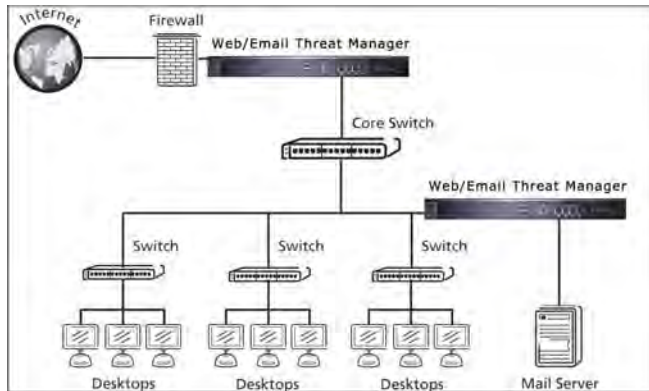 Internet
Firewall
Web/Email Threat Manager
Core Switch
Web/Email Threat Manager
Switch
Switch
Switch
Desktops
Desktops
Desktops
Mail Server